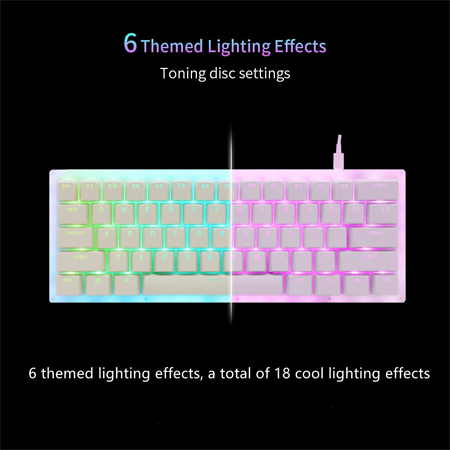 6 Themed Lighting Effects
Toning disc settings
6 themed lighting effects, a total of 18 cool lighting effects